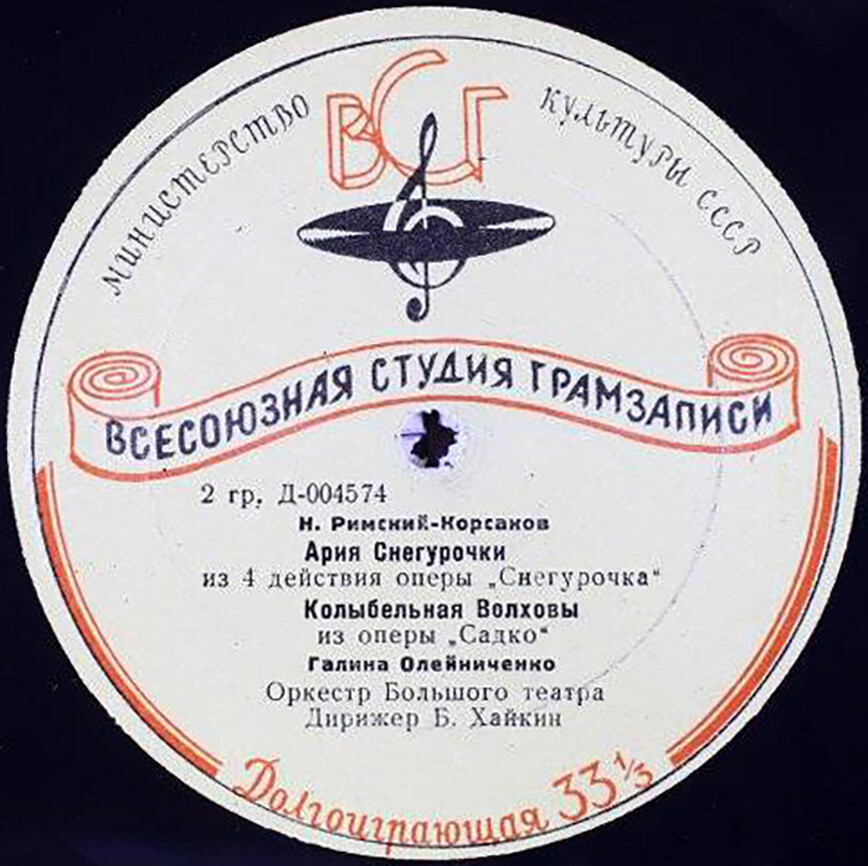 ВСГ
МИНИСТЕРСТВО КУЛЬТУРЫ СССР
ВСЕСОЮЗНАЯ СТУДИЯ ГРАМЗАПИСИ
2 гр. Д-004574
Н. Римский-Корсаков
Ария Снегурочки
из 4 действия оперы „Снегурочка“
Колыбельная Волховы
из оперы „Садко“
Галина Олейниченко
Оркестр Большого театра
Дирижер Б. Хайкин
Долгоиграющая 33⅓